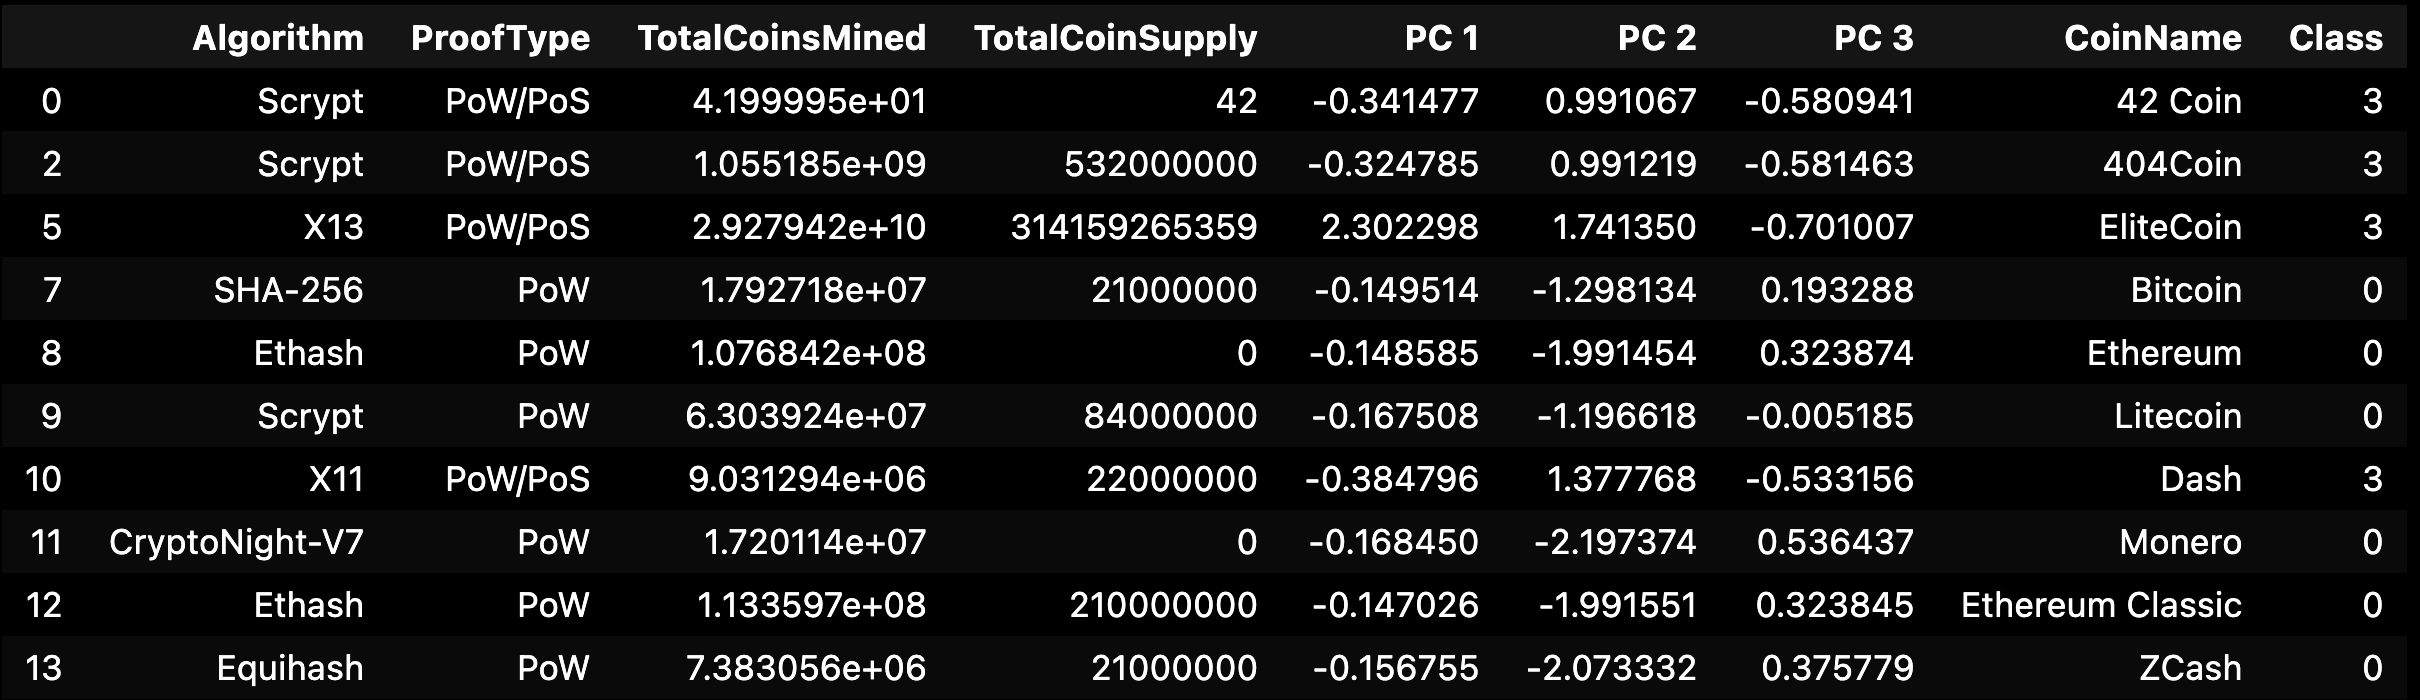 Algorithm ProofType TotalCoinsMined TotalCoinSupply PC 1 PC 2 PC 3 CoinName Class
0 Scrypt PoW/PoS 4.199995e+01 42 -0.341477 0.991067 -0.580941 42 Coin 3
2 Scrypt PoW/PoS 1.055185e+09 532000000 -0.324785 0.991219 -0.581463 404Coin 3
5 X13 PoW/PoS 2.927942e+10 314159265359 2.302298 1.741350 -0.701007 EliteCoin 3
7 SHA-256 PoW 1.792718e+07 21000000 -0.149514 -1.298134 0.193288 Bitcoin 0
8 Ethash PoW 1.076842e+08 0 -0.148585 -1.991454 0.323874 Ethereum 0
9 Scrypt PoW 6.303924e+07 84000000 -0.167508 -1.196618 -0.005185 Litecoin 0
10 X11 PoW/PoS 9.031294e+06 22000000 -0.384796 1.377768 -0.533156 Dash 3
11 CryptoNight-V7 PoW 1.720114e+07 0 -0.168450 -2.197374 0.536437 Monero 0
12 Ethash PoW 1.133597e+08 210000000 -0.147026 -1.991551 0.323845 Ethereum Classic 0
13 Equihash PoW 7.383056e+06 21000000 -0.156755 -2.073332 0.375779 ZCash 0